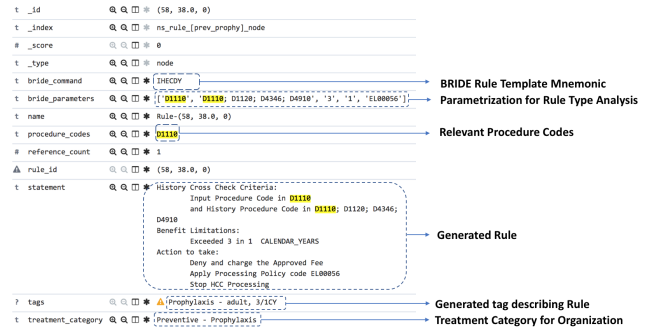 t _id (58, 38.0, 0)
t _index ns_rule_[prev_prophy]_node
# _score 0
t _type node
t bride_command IHECDY
BRIDE Rule Template Mnemonic
t bride_parameters ['D1110', 'D1110; D1120; D4346; D4910', '3', '1', 'EL00056']
Parametrization for Rule Type Analysis
t name Rule-(58, 38.0, 0)
t procedure_codes D1110
Relevant Procedure Codes
# reference_count 1
rule_id (58, 38.0, 0)
t statement History Cross Check Criteria:
Input Procedure Code in D1110
and History Procedure Code in D1110; D1120; D4346;
D4910
Benefit Limitations:
Exceeded 3 in 1 CALENDAR_YEARS
Generated Rule
Action to take:
Deny and charge the Approved Fee
Apply Processing Policy code EL00056
Stop HCC Processing
? tags Prophylaxis - adult, 3/1CY
Generated tag describing Rule
t treatment_category Preventive - Prophylaxis
Treatment Category for Organization